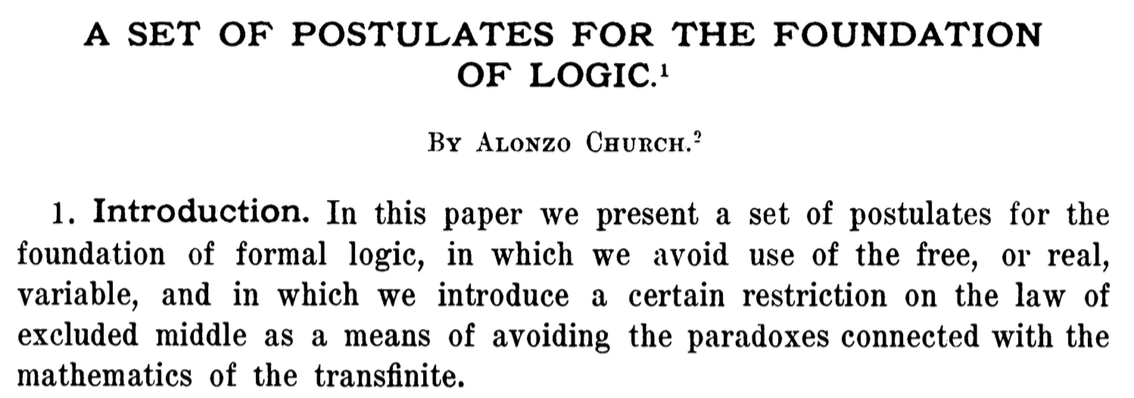 A SET OF POSTULATES FOR THE FOUNDATION
OF LOGIC.¹
By Alonzo Church.²
1. Introduction. In this paper we present a set of postulates for the
foundation of formal logic, in which we avoid use of the free, or real,
variable, and in which we introduce a certain restriction on the law of
excluded middle as a means of avoiding the paradoxes connected with the
mathematics of the transfinite.